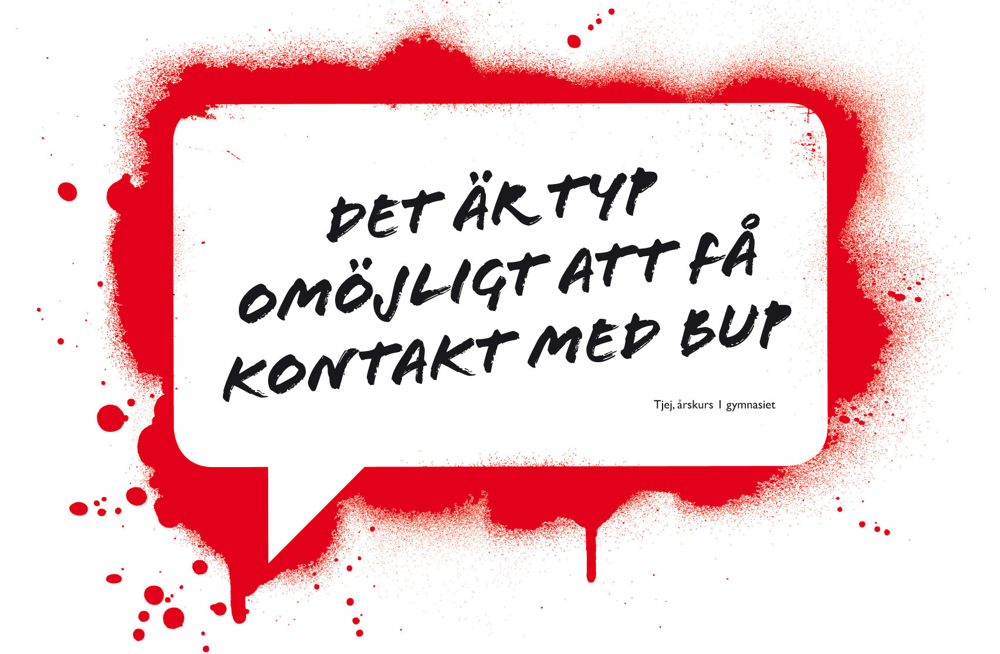 DET ÄR TYP
OMÖJLIGT ATT FÅ
KONTAKT MED BUP
Tjej, årskurs 1 gymnasiet